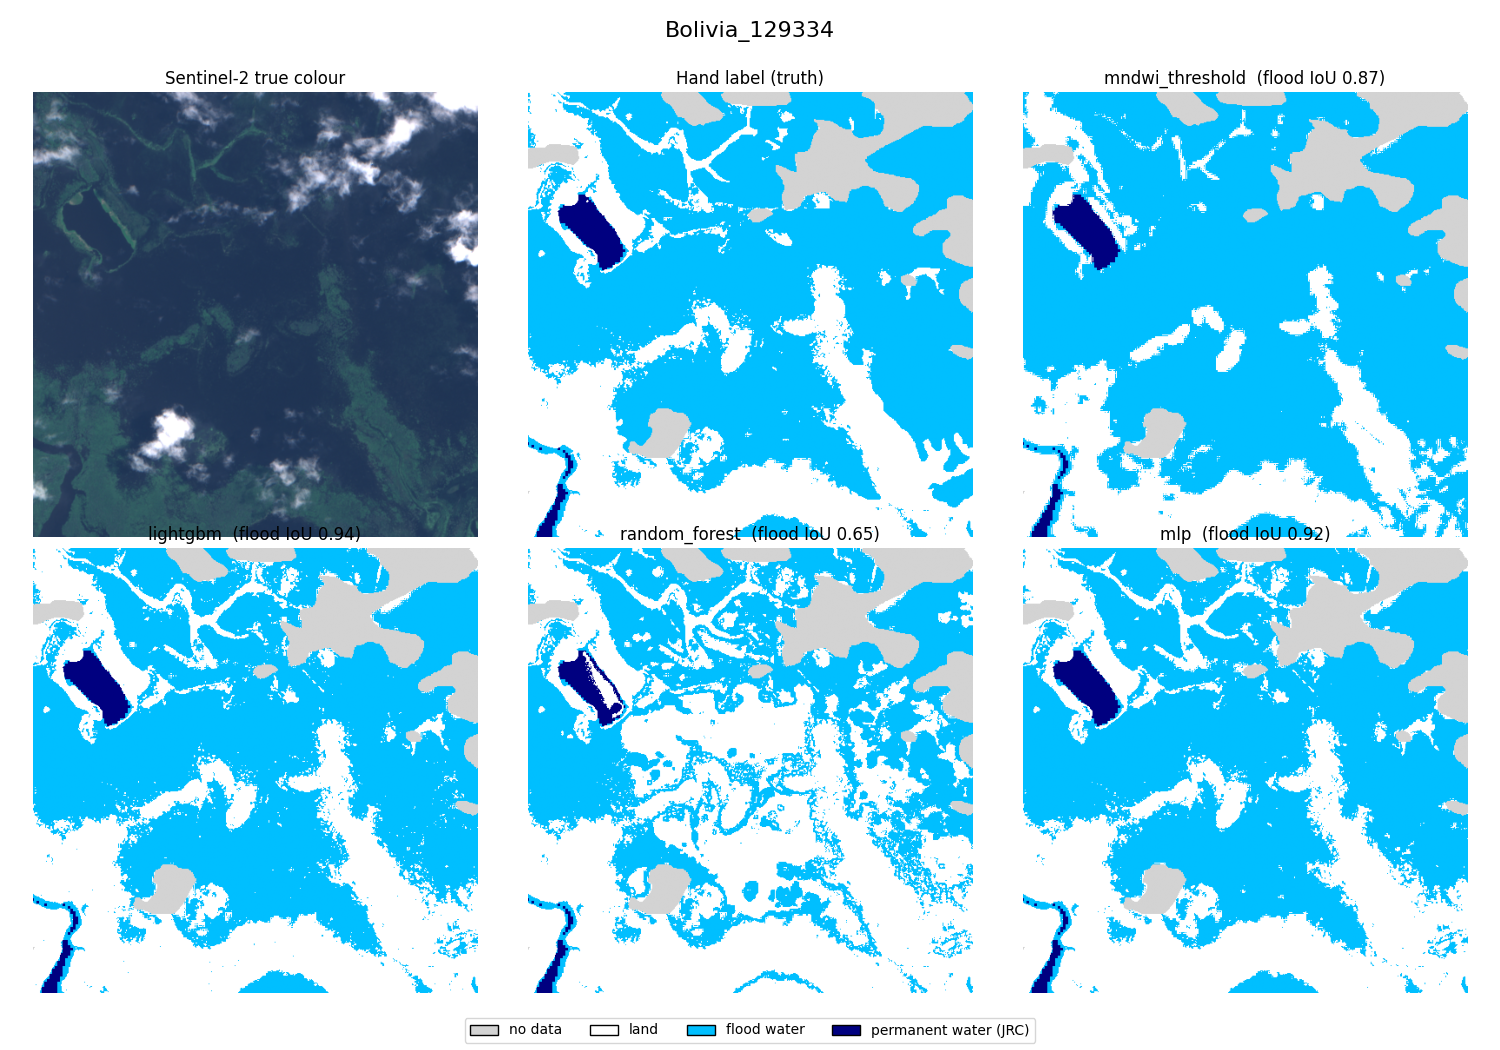 Bolivia_129334
Sentinel-2 true colour
Hand label (truth)
mndwi_threshold  (flood IoU 0.87)
lightgbm  (flood IoU 0.94)
random_forest  (flood IoU 0.65)
mlp  (flood IoU 0.92)
no data
land
flood water
permanent water (JRC)